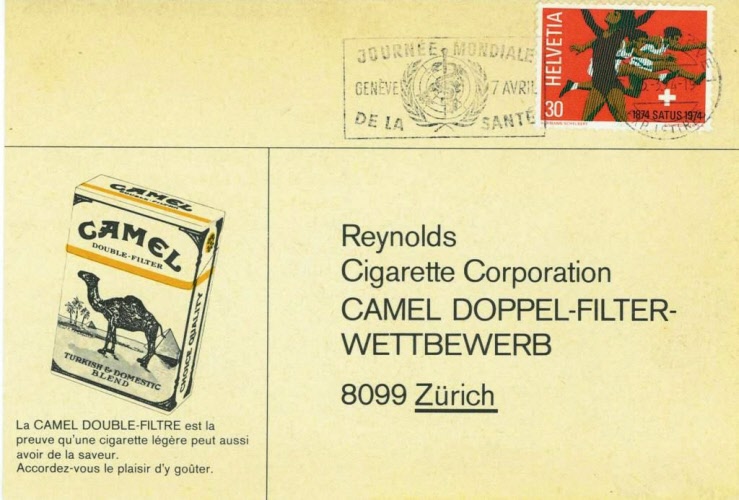 JOURNÉE MONDIALE
GENÈVE 7 AVRIL
DE LA SANTÉ
HELVETIA
30
1874 SATUS 1974
CAMEL
CAMEL
DOUBLE-FILTER
TURKISH & DOMESTIC
BLEND
CHOICE QUALITY
La CAMEL DOUBLE-FILTRE est la
preuve qu'une cigarette légère peut aussi
avoir de la saveur.
Accordez-vous le plaisir d'y goûter.
Reynolds
Cigarette Corporation
CAMEL DOPPEL-FILTER-
WETTBEWERB
8099 Zürich